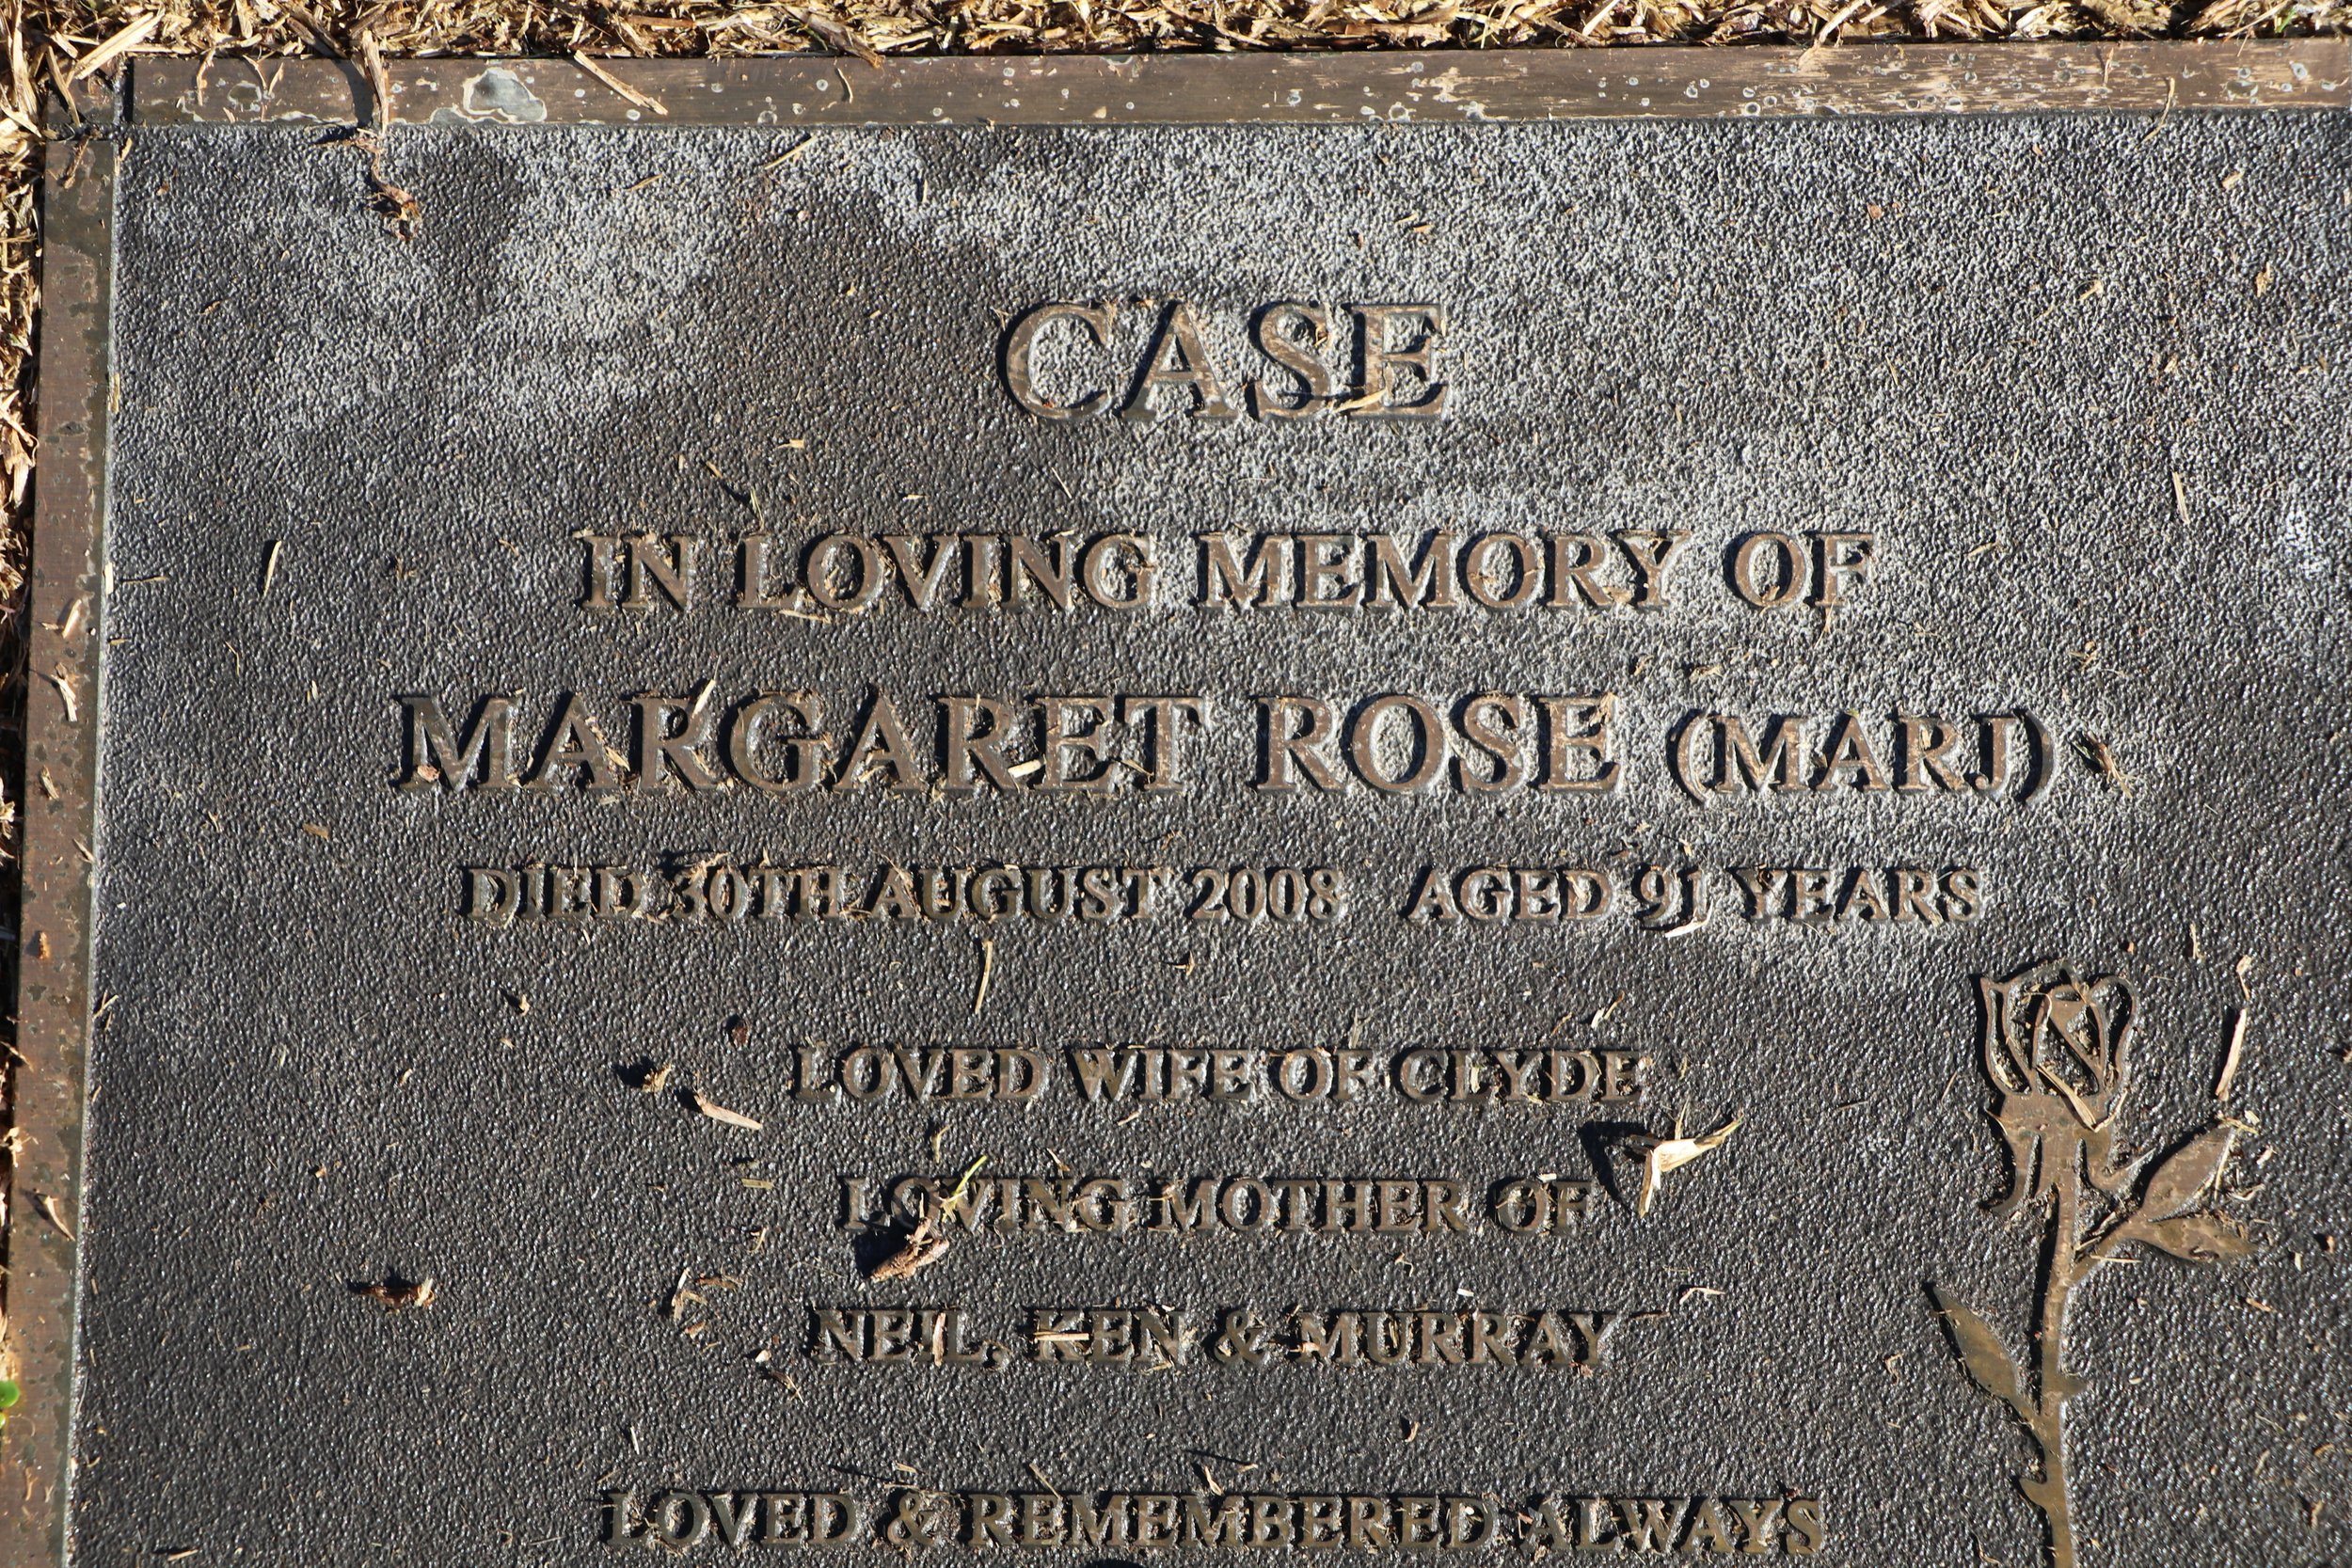 CASE
IN LOVING MEMORY OF
MARGARET ROSE (MARJ)
DIED 30TH AUGUST 2008 AGED 91 YEARS
LOVED WIFE OF CLYDE
LOVING MOTHER OF
NEIL, KEN & MURRAY
LOVED & REMEMBERED ALWAYS